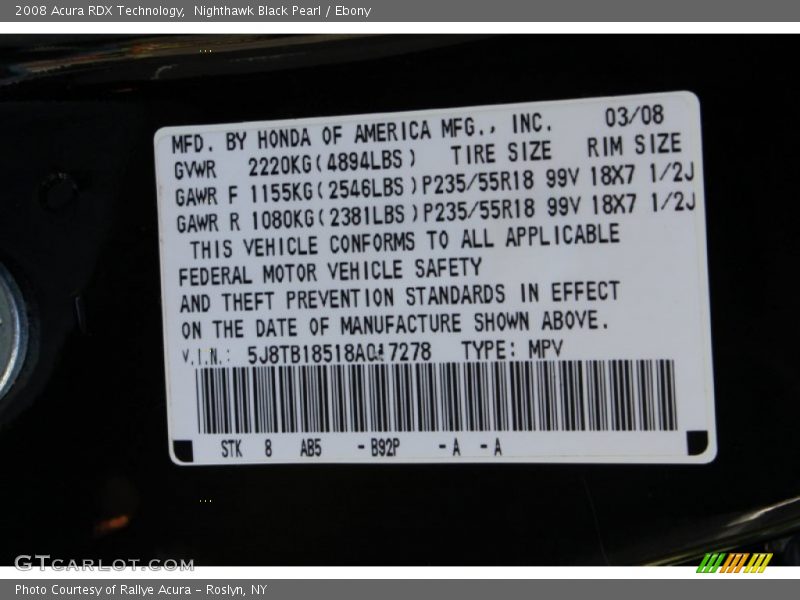 2008 Acura RDX Technology,  Nighthawk Black Pearl / Ebony
MFD. BY HONDA OF AMERICA MFG., INC. 03/08
GVWR 2220KG(4894LBS) TIRE SIZE RIM SIZE
GAWR F 1155KG(2546LBS)P235/55R18 99V 18X7 1/2J
GAWR R 1080KG(2381LBS)P235/55R18 99V 18X7 1/2J
THIS VEHICLE CONFORMS TO ALL APPLICABLE
FEDERAL MOTOR VEHICLE SAFETY
AND THEFT PREVENTION STANDARDS IN EFFECT
ON THE DATE OF MANUFACTURE SHOWN ABOVE.
V.I.N.: 5J8TB18518A017278 TYPE: MPV
STK 8 AB5 -B92P -A -A
GTCARLOT.COM
Photo Courtesy of Rallye Acura - Roslyn, NY